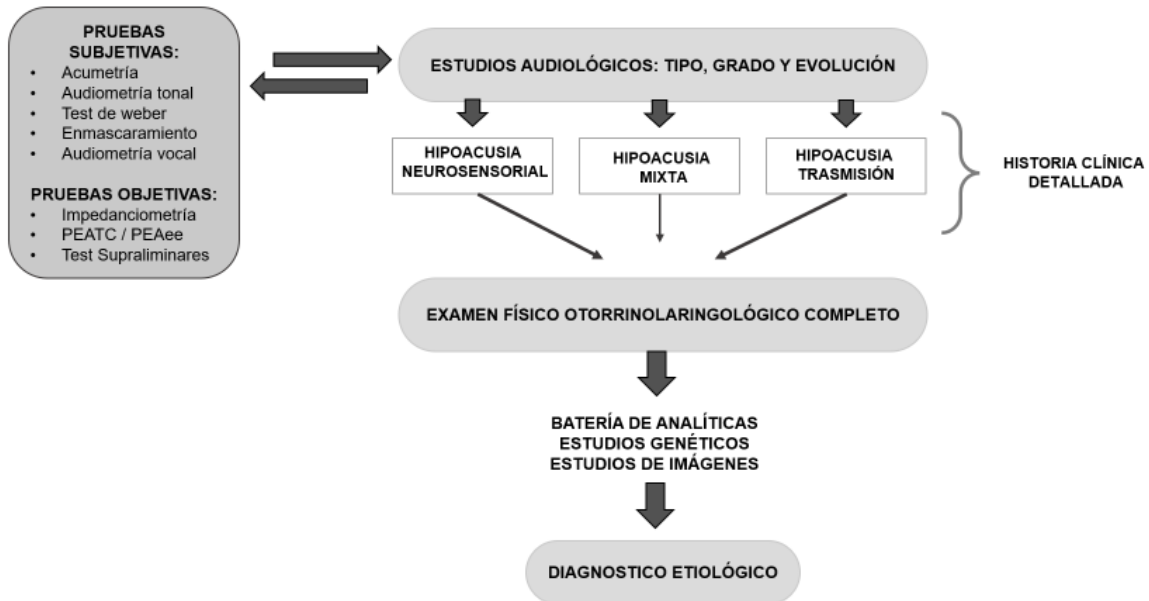 PRUEBAS
SUBJETIVAS:
• Acumetría
• Audiometría tonal
• Test de weber
• Enmascaramiento
• Audiometría vocal
PRUEBAS OBJETIVAS:
• Impedanciometría
• PEATC / PEAee
• Test Supraliminares
ESTUDIOS AUDIOLÓGICOS: TIPO, GRADO Y EVOLUCIÓN
HIPOACUSIA
NEUROSENSORIAL
HIPOACUSIA
MIXTA
HIPOACUSIA
TRASMISIÓN
HISTORIA CLÍNICA
DETALLADA
EXAMEN FÍSICO OTORRINOLARINGOLÓGICO COMPLETO
BATERÍA DE ANALÍTICAS
ESTUDIOS GENÉTICOS
ESTUDIOS DE IMÁGENES
DIAGNOSTICO ETIOLÓGICO